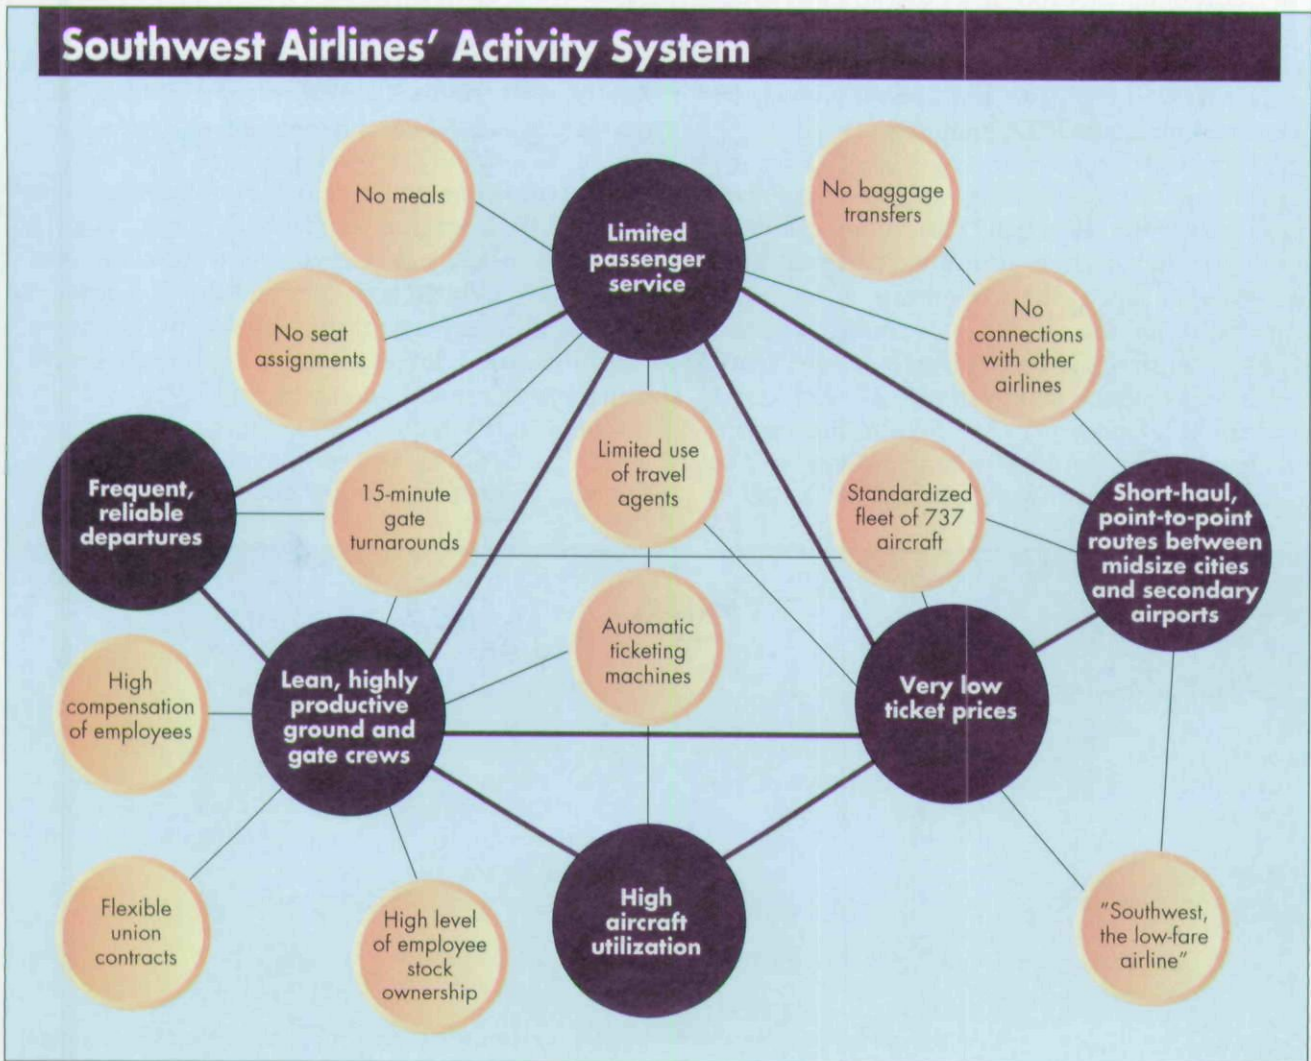 Southwest Airlines' Activity System
No meals
Limited
passenger
service
No baggage
transfers
No seat
assignments
No
connections
with other
airlines
Frequent,
reliable
departures
15-minute
gate
turnarounds
Limited use
of travel
agents
Standardized
fleet of 737
aircraft
Short-haul,
point-to-point
routes between
midsize cities
and secondary
airports
High
compensation
of employees
Lean, highly
productive
ground and
gate crews
Automatic
ticketing
machines
Very low
ticket prices
Flexible
union
contracts
High level
of employee
stock
ownership
High
aircraft
utilization
"Southwest,
the low-fare
airline"